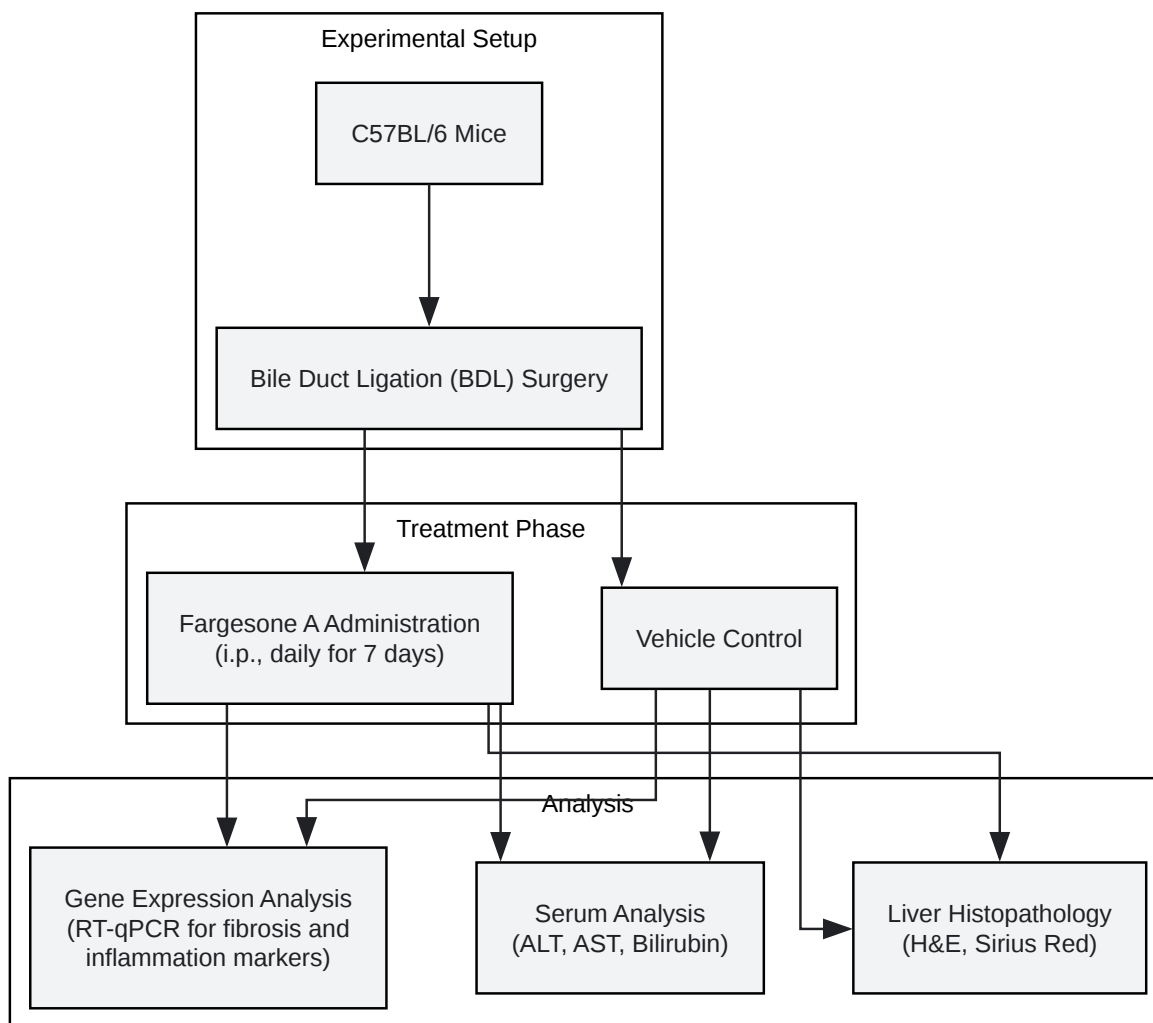 Experimental Setup
C57BL/6 Mice
Bile Duct Ligation (BDL) Surgery
Treatment Phase
Fargesone A Administration
(i.p., daily for 7 days)
Vehicle Control
Analysis
Gene Expression Analysis
(RT-qPCR for fibrosis and
inflammation markers)
Serum Analysis
(ALT, AST, Bilirubin)
Liver Histopathology
(H&E, Sirius Red)